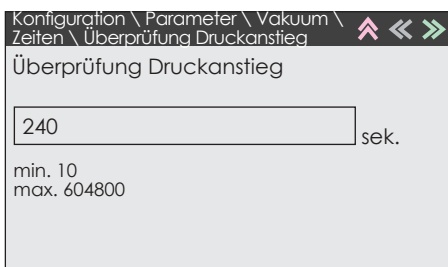 Konfiguration \ Parameter \ Vakuum \
Zeiten \ Überprüfung Druckanstieg
Überprüfung Druckanstieg
240
sek.
min. 10
max. 604800